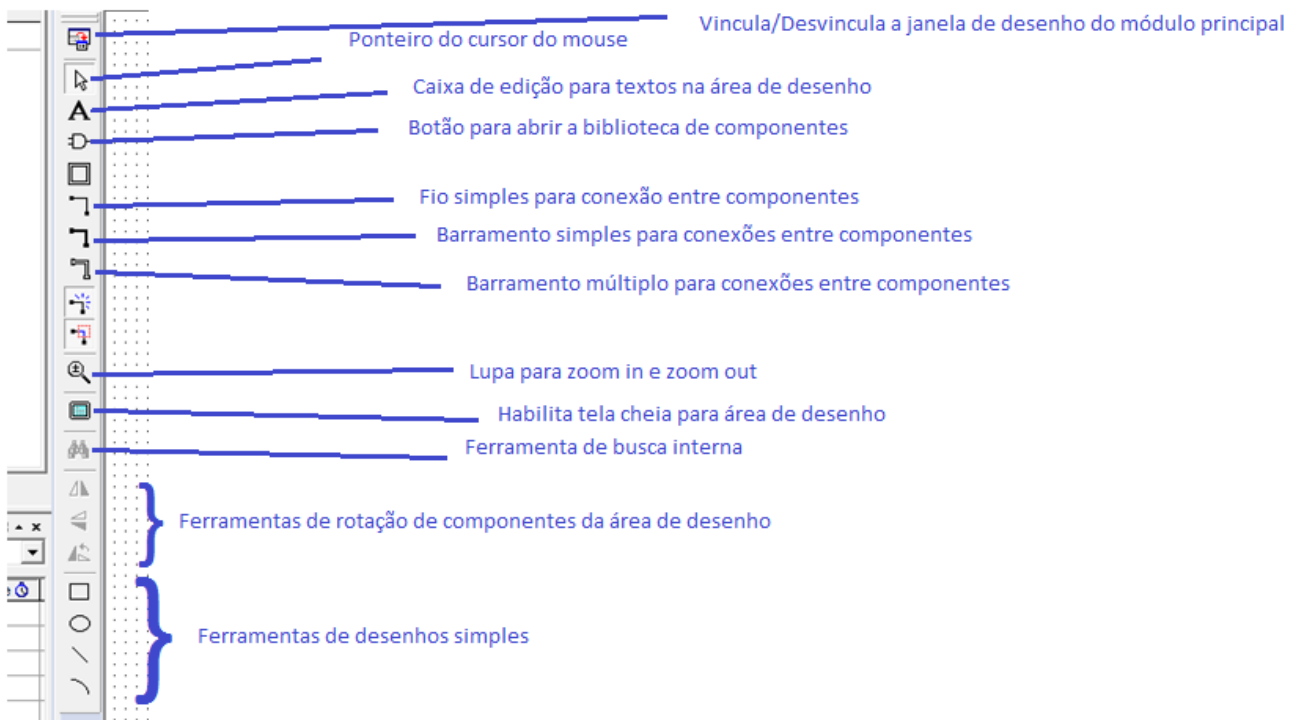 Vincula/Desvincula a janela de desenho do módulo principal
Ponteiro do cursor do mouse
Caixa de edição para textos na área de desenho
A
Botão para abrir a biblioteca de componentes
Fio simples para conexão entre componentes
Barramento simples para conexões entre componentes
Barramento múltiplo para conexões entre componentes
Lupa para zoom in e zoom out
Habilita tela cheia para área de desenho
Ferramenta de busca interna
Ferramentas de rotação de componentes da área de desenho
Ferramentas de desenhos simples